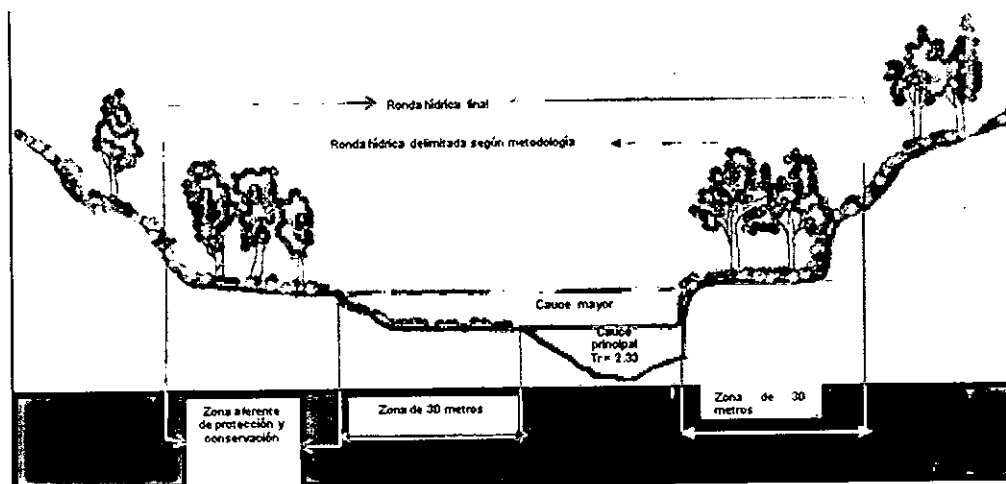 Ronda hídrica final
Ronda hídrica delimitada según metodología
Cauce mayor
Cauce
principal
Tr = 2.33
Zona aferente
de protección y
conservación
Zona de 30 metros
Zona de 30
metros